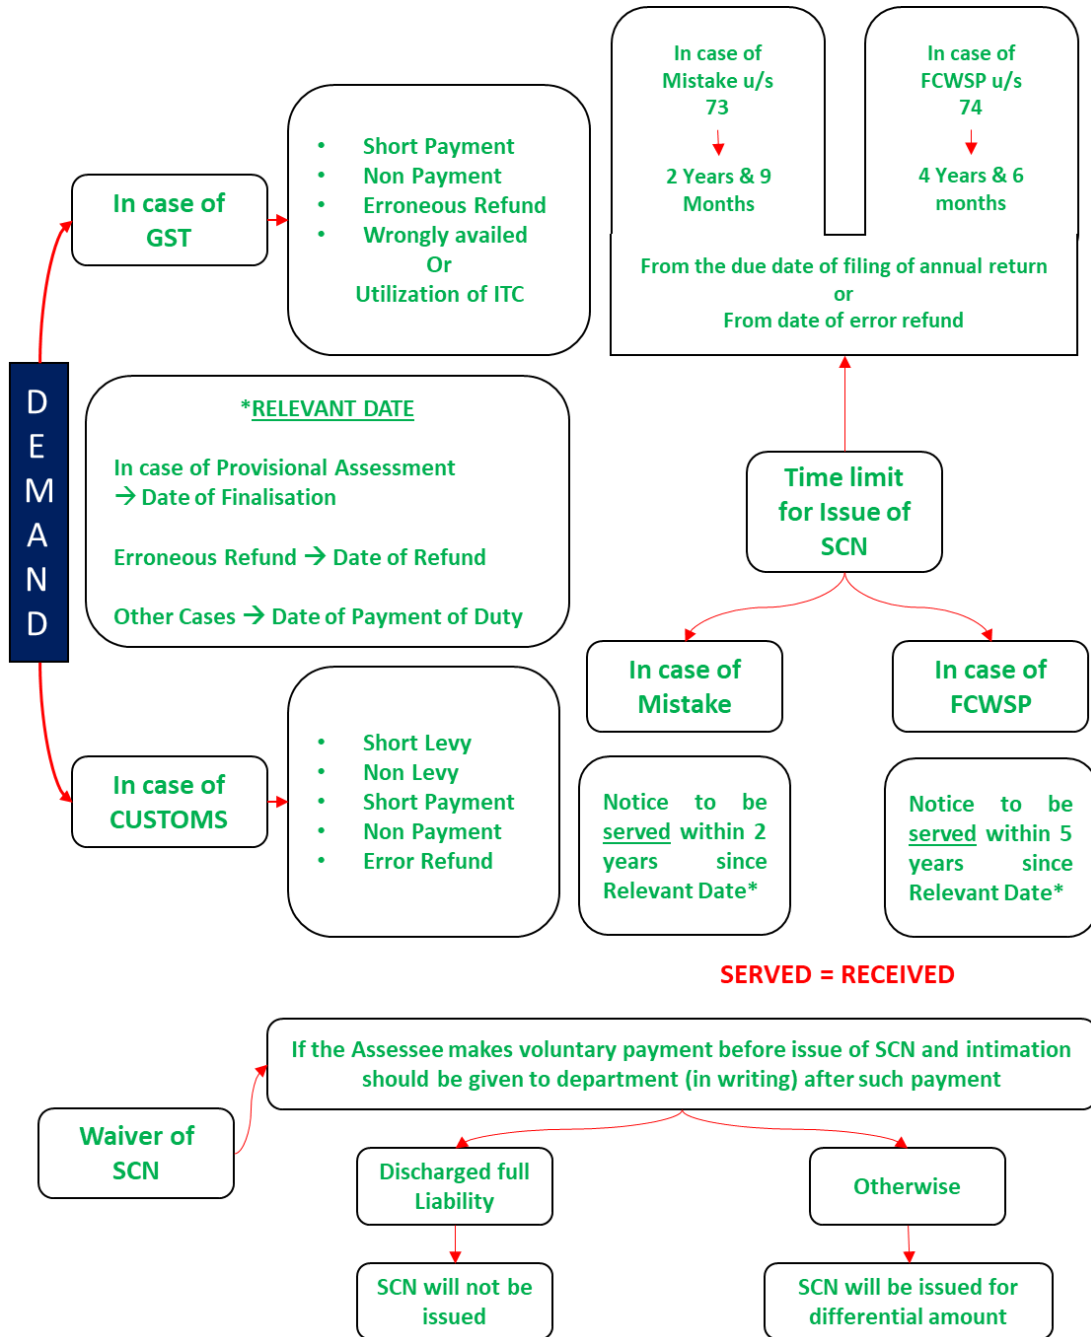 DEMAND
In case of
GST
• Short Payment
• Non Payment
• Erroneous Refund
• Wrongly availed
Or
Utilization of ITC
In case of
Mistake u/s
73
2 Years & 9
Months
In case of
FCWSP u/s
74
4 Years & 6
months
From the due date of filing of annual return
or
From date of error refund
*RELEVANT DATE
In case of Provisional Assessment
→ Date of Finalisation
Erroneous Refund → Date of Refund
Other Cases → Date of Payment of Duty
Time limit
for Issue of
SCN
In case of
Mistake
In case of
FCWSP
In case of
CUSTOMS
• Short Levy
• Non Levy
• Short Payment
• Non Payment
• Error Refund
Notice to be
served within 2
years since
Relevant Date*
Notice to be
served within 5
years since
Relevant Date*
SERVED = RECEIVED
Waiver of
SCN
If the Assessee makes voluntary payment before issue of SCN and intimation
should be given to department (in writing) after such payment
Discharged full
Liability
Otherwise
SCN will not be
issued
SCN will be issued for
differential amount